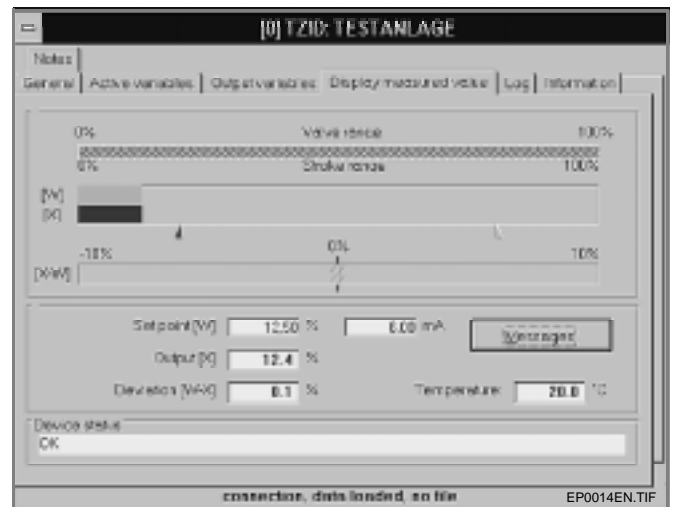 [0] TZID: TESTANLAGE
Notes
General Active variables Output variables Display measured value Log Information
0% Valve range 100%
0% Stroke range 100%
[W]
[X]
-10% 0% 10%
[X-W]
Setpoint [W] 12.50 % 6.00 mA Messages
Output [X] 12.4 %
Deviation [W-X] 0.1 % Temperature: 20.0 °C
Device status
OK
connection, data loaded, no file
EP0014EN.TIF